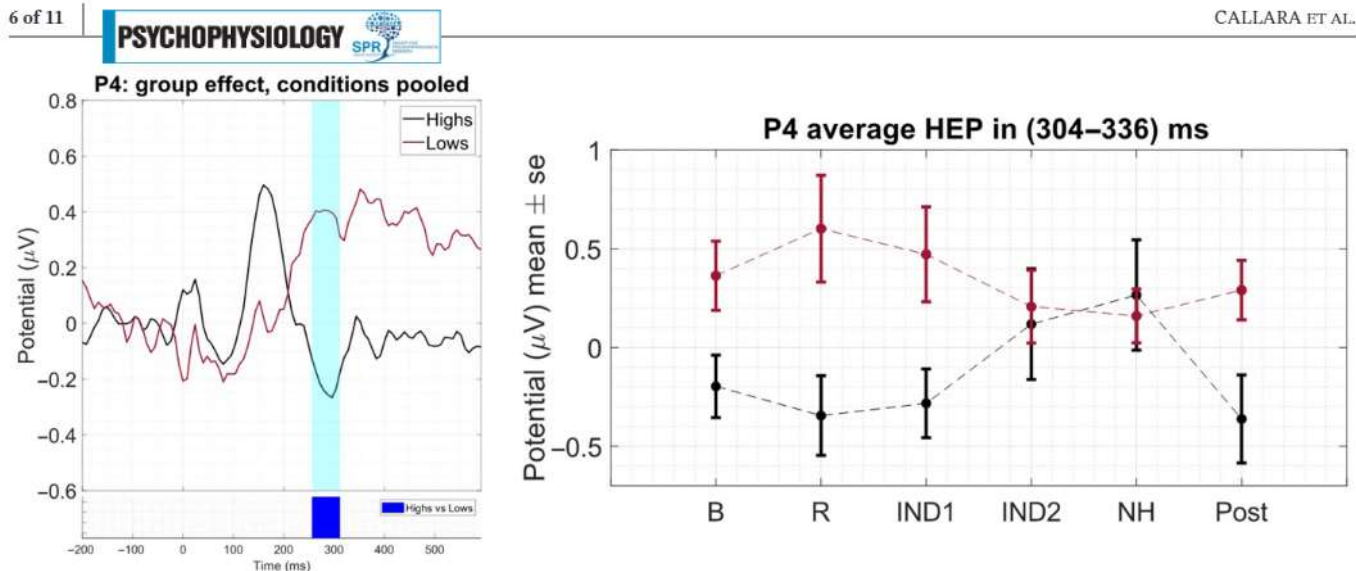 6 of 11
CALLARA ET AL.
PSYCHOPHYSIOLOGY
SPR
P4: group effect, conditions pooled
Highs
Lows
Potential (μV)
0.8
0.6
0.4
0.2
0
−0.2
−0.4
−0.6
Highs vs Lows
−200 −100 0 100 200 300 400 500
Time (ms)
P4 average HEP in (304–336) ms
Potential (μV) mean ± se
1
0.5
0
−0.5
B R IND1 IND2 NH Post